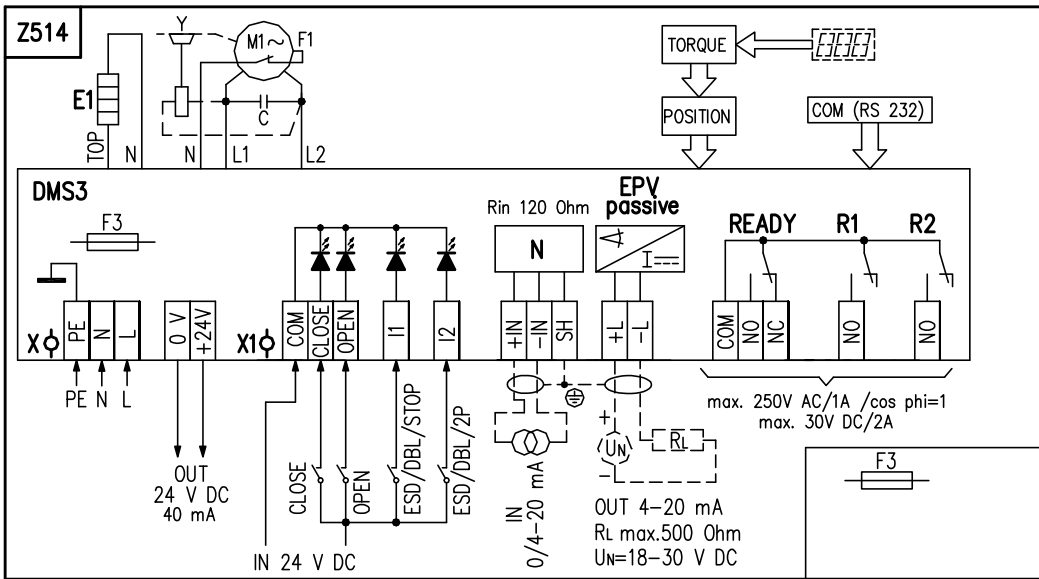 Z514
Y
M1 ~
F1
E1
C
TOP
N
N
L1
L2
TORQUE
POSITION
COM (RS 232)
DMS3
F3
Rin 120 Ohm
N
EPV
passive
I
READY
R1
R2
X
PE
N
L
0 V
+24V
X1
COM
CLOSE
OPEN
I1
I2
+IN
-IN
SH
+L
-L
COM
NO
NC
NO
NO
PE N L
OUT
24 V DC
40 mA
CLOSE
OPEN
ESD/DBL/STOP
ESD/DBL/2P
IN 24 V DC
IN
0/4-20 mA
+
UN
-
RL
OUT 4-20 mA
RL max.500 Ohm
UN=18-30 V DC
max. 250V AC/1A /cos phi=1
max. 30V DC/2A
F3